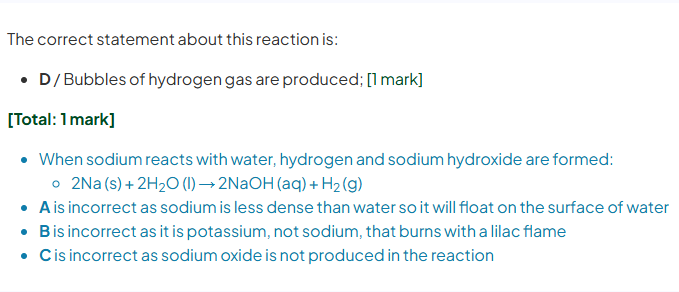 The correct statement about this reaction is:
• D / Bubbles of hydrogen gas are produced; [1 mark]
[Total: 1 mark]
• When sodium reacts with water, hydrogen and sodium hydroxide are formed:
○ 2Na (s) + 2H₂O (l) → 2NaOH (aq) + H₂ (g)
• A is incorrect as sodium is less dense than water so it will float on the surface of water
• B is incorrect as it is potassium, not sodium, that burns with a lilac flame
• C is incorrect as sodium oxide is not produced in the reaction